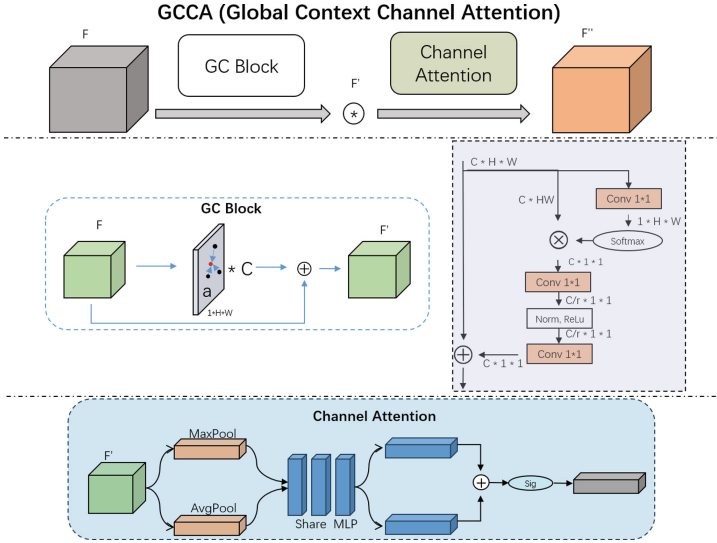 GCCA (Global Context Channel Attention)
F
GC Block
F'
*
Channel
Attention
F''
GC Block
F
a
1*H*W
* C
F'
C * H * W
C * HW
Conv 1*1
1 * H * W
Softmax
C * 1 * 1
Conv 1*1
C/r * 1 * 1
Norm, ReLu
C/r * 1 * 1
Conv 1*1
C * 1 * 1
Channel Attention
F'
MaxPool
AvgPool
Share MLP
Sig